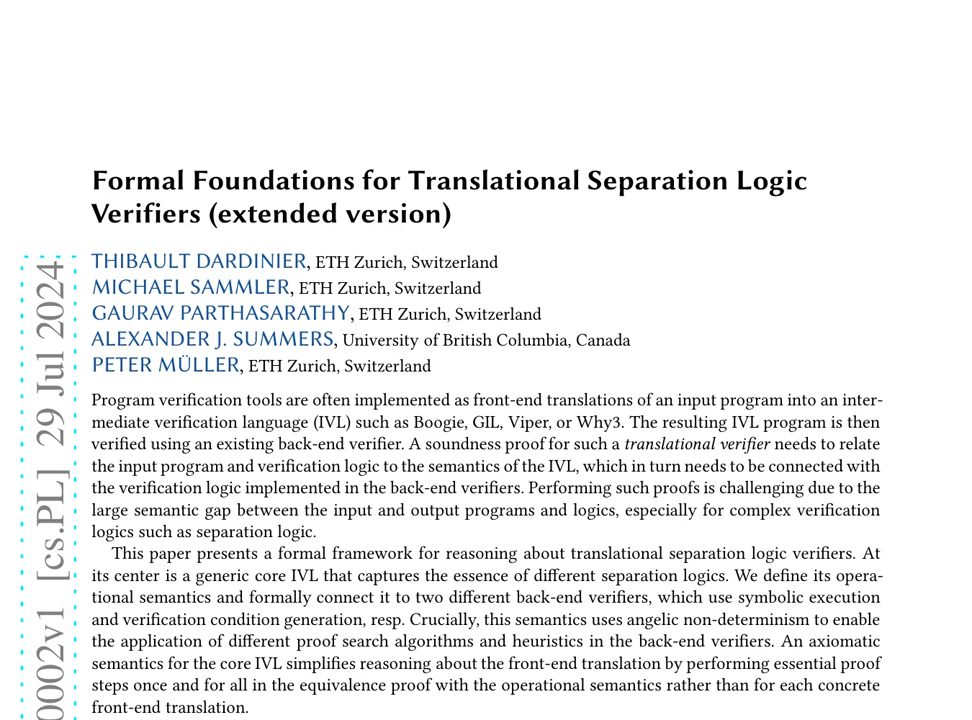 Formal Foundations for Translational Separation Logic
Verifiers (extended version)
THIBAULT DARDINIER, ETH Zurich, Switzerland
MICHAEL SAMMLER, ETH Zurich, Switzerland
GAURAV PARTHASARATHY, ETH Zurich, Switzerland
ALEXANDER J. SUMMERS, University of British Columbia, Canada
PETER MÜLLER, ETH Zurich, Switzerland
Program verification tools are often implemented as front-end translations of an input program into an inter-
mediate verification language (IVL) such as Boogie, GIL, Viper, or Why3. The resulting IVL program is then
verified using an existing back-end verifier. A soundness proof for such a translational verifier needs to relate
the input program and verification logic to the semantics of the IVL, which in turn needs to be connected with
the verification logic implemented in the back-end verifiers. Performing such proofs is challenging due to the
large semantic gap between the input and output programs and logics, especially for complex verification
logics such as separation logic.
This paper presents a formal framework for reasoning about translational separation logic verifiers. At
its center is a generic core IVL that captures the essence of different separation logics. We define its opera-
tional semantics and formally connect it to two different back-end verifiers, which use symbolic execution
and verification condition generation, resp. Crucially, this semantics uses angelic non-determinism to enable
the application of different proof search algorithms and heuristics in the back-end verifiers. An axiomatic
semantics for the core IVL simplifies reasoning about the front-end translation by performing essential proof
steps once and for all in the equivalence proof with the operational semantics rather than for each concrete
front-end translation.
0002v1 [cs.PL] 29 Jul 2024